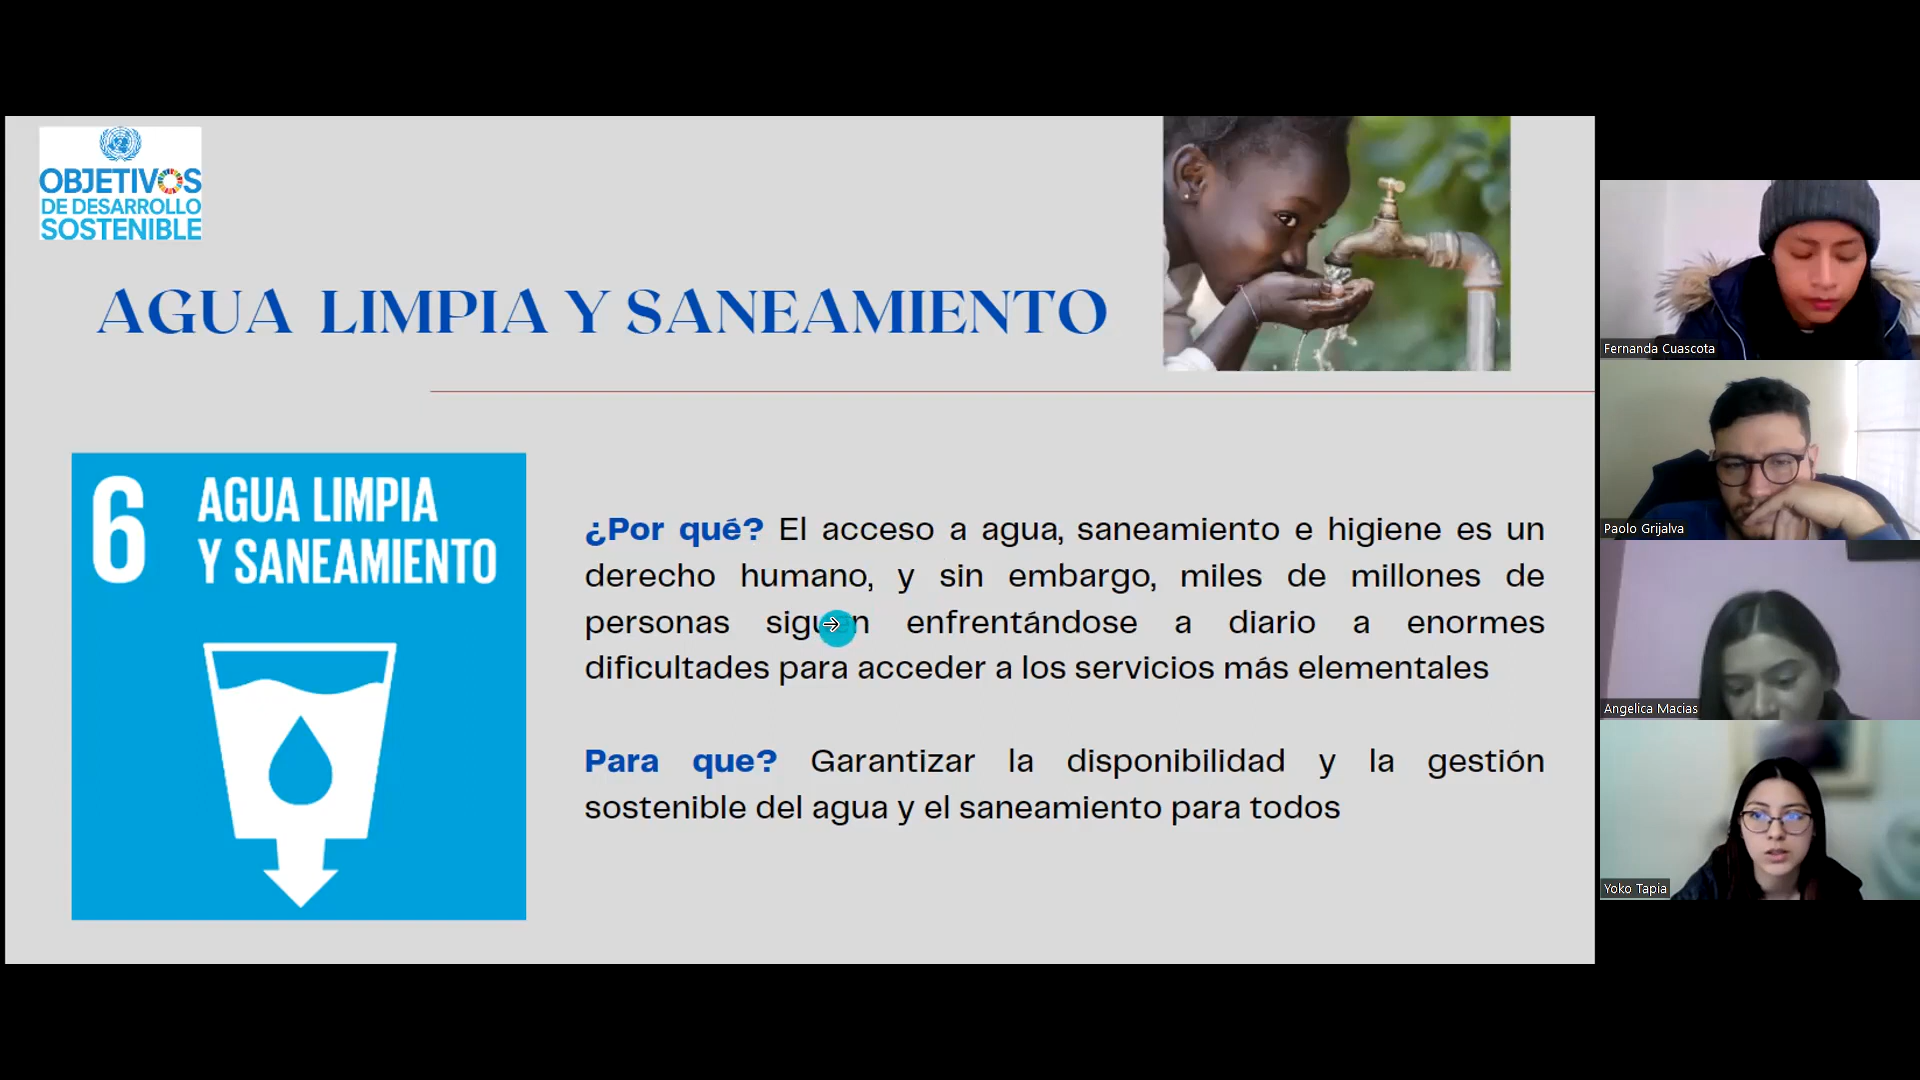 OBJETIVOS
DE DESARROLLO
SOSTENIBLE
AGUA LIMPIA Y SANEAMIENTO
6 AGUA LIMPIA
Y SANEAMIENTO
¿Por qué? El acceso a agua, saneamiento e higiene es un
derecho humano, y sin embargo, miles de millones de
personas siguen enfrentándose a diario a enormes
dificultades para acceder a los servicios más elementales
Para que? Garantizar la disponibilidad y la gestión
sostenible del agua y el saneamiento para todos
Fernanda Cuascota
Paolo Grijalva
Angelica Macias
Yoko Tapia